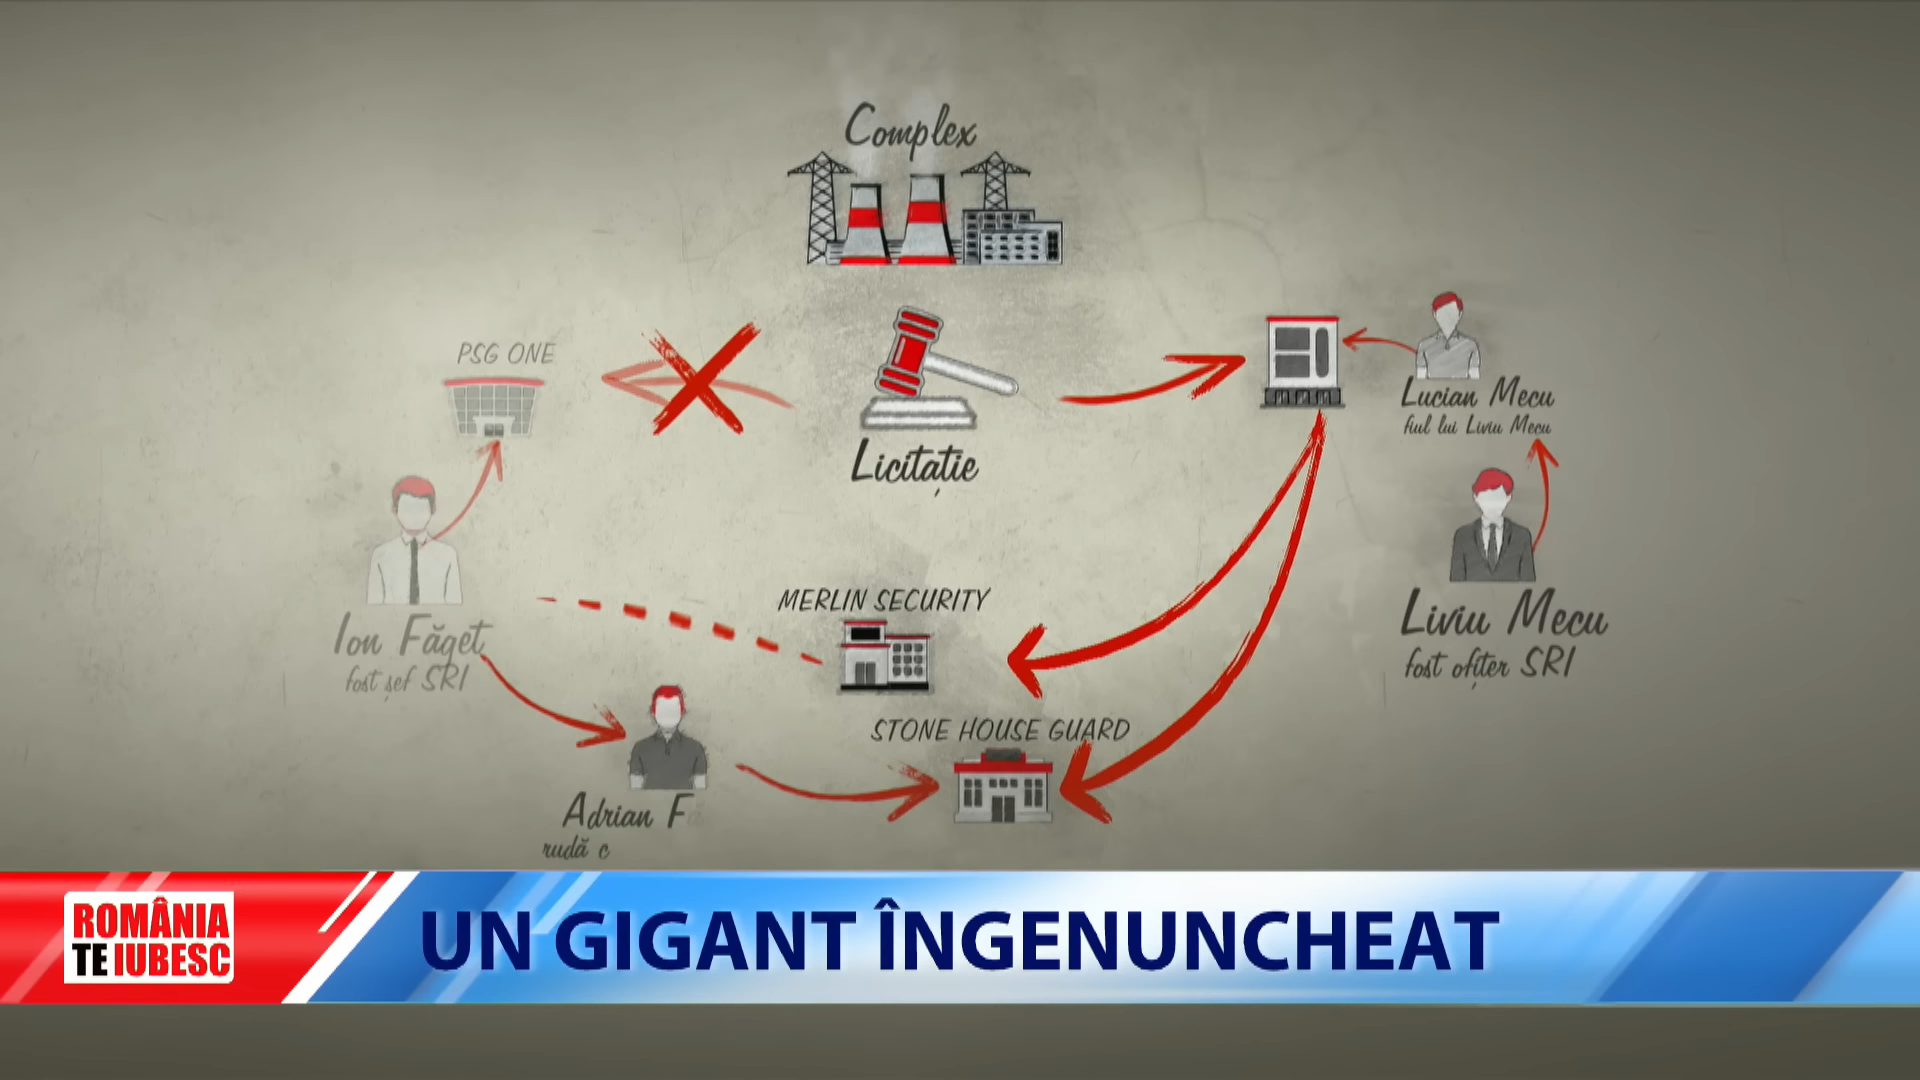 Complex
PSG ONE
Licitație
Lucian Mecu
fiul lui Liviu Mecu
Ion Făget
fost șef SRI
MERLIN SECURITY
Liviu Mecu
fost ofițer SRI
STONE HOUSE GUARD
Adrian F
rudă c
ROMÂNIA
TE IUBESC
UN GIGANT ÎNGENUNCHEAT